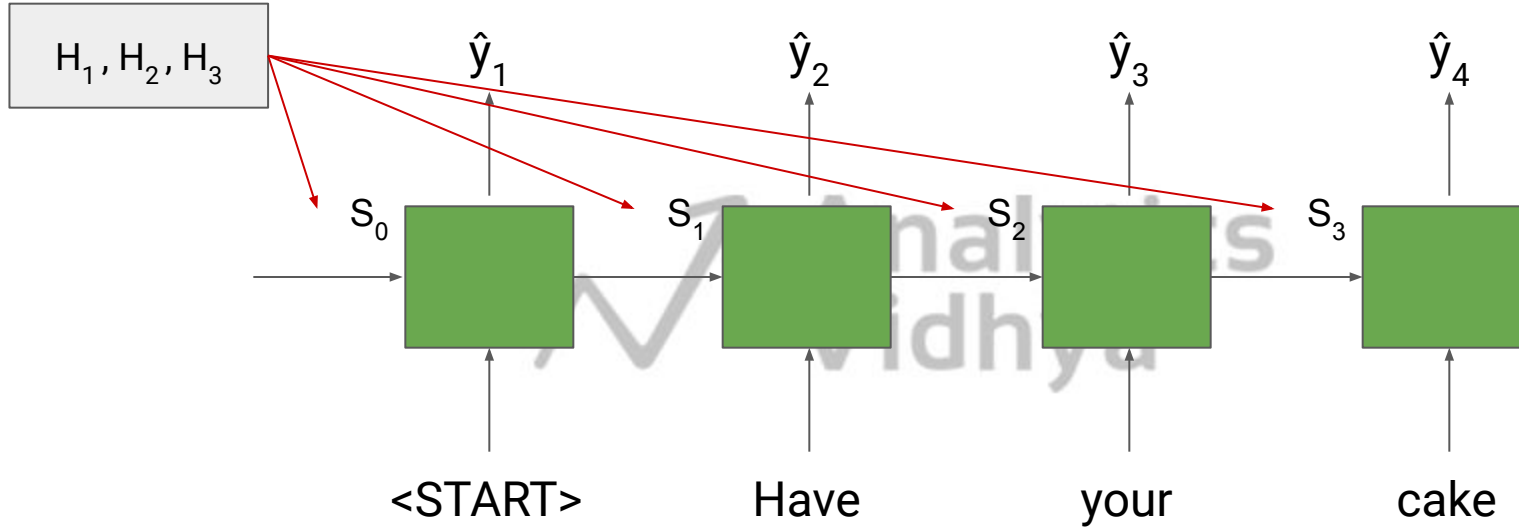 H₁, H₂, H₃
ŷ₁ ŷ₂ ŷ₃ ŷ₄
S₀ S₁ S₂ S₃
Analytics
Vidhya
<START> Have your cake